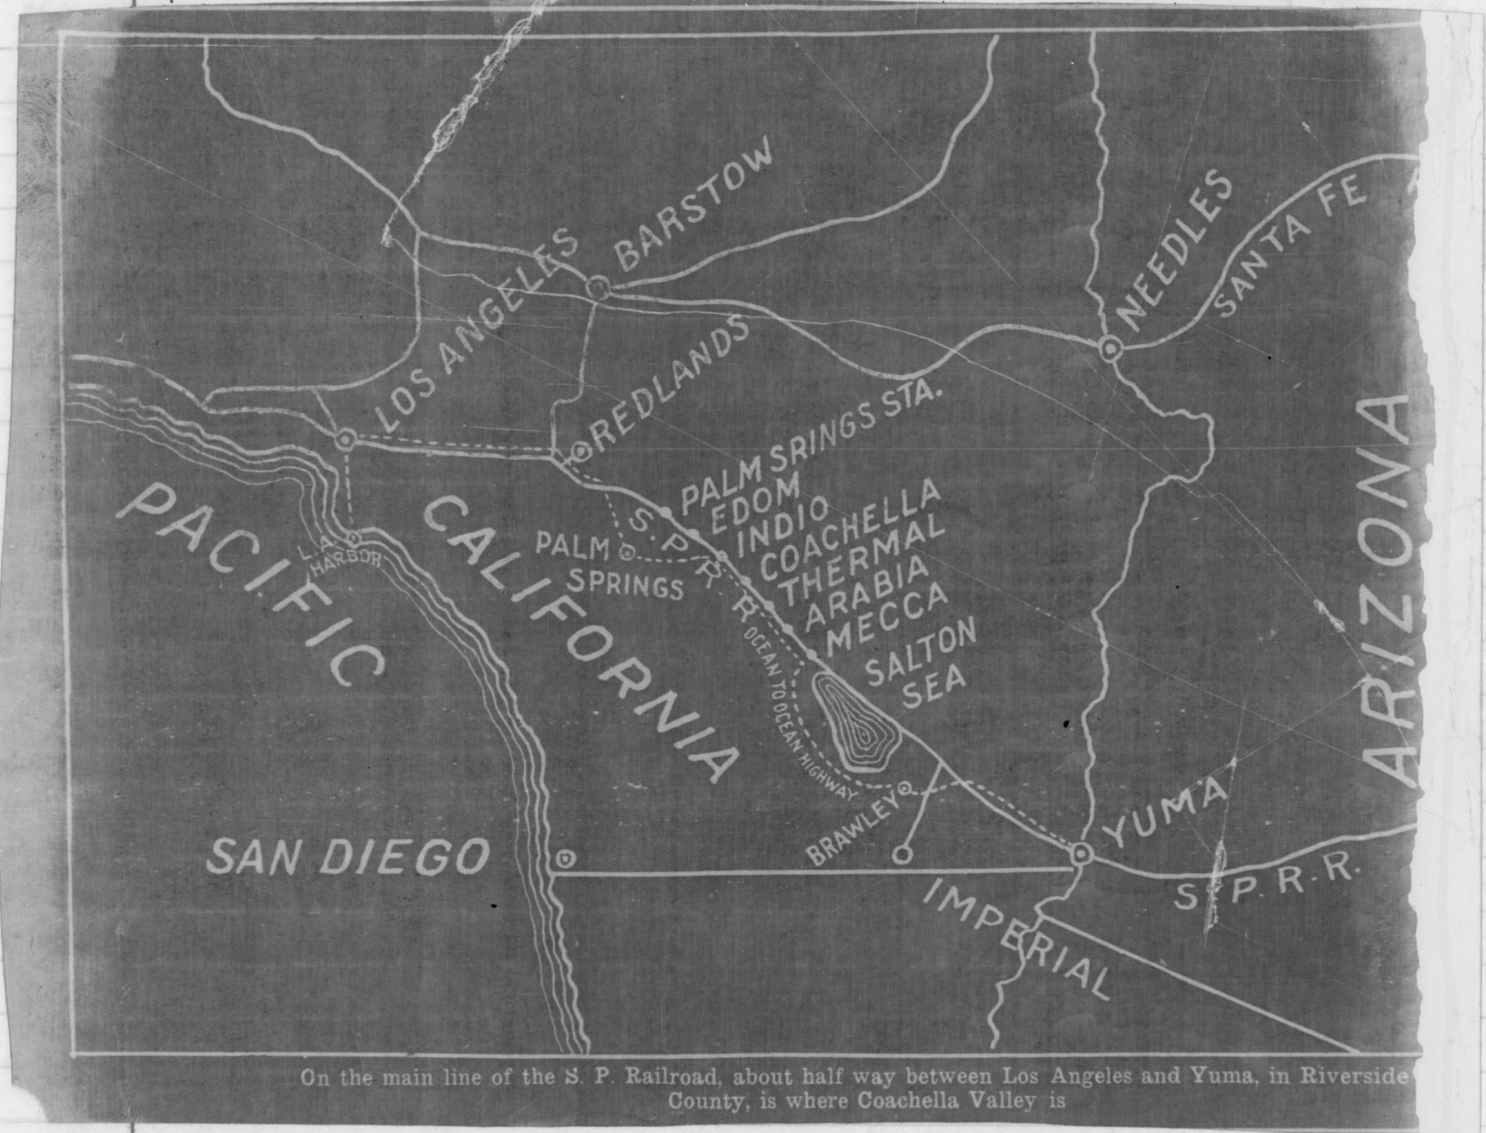 BARSTOW
NEEDLES
SANTA FE
LOS ANGELES
REDLANDS
PALM SRINGS STA.
EDOM
INDIO
COACHELLA
THERMAL
ARABIA
MECCA
SALTON
SEA
ARIZONA
PACIFIC
L.A.
HARBOR
CALIFORNIA
PALM
SPRINGS
S. P. R. R.
OCEAN TO OCEAN HIGHWAY
BRAWLEY
YUMA
S. P. R. R.
SAN DIEGO
IMPERIAL
On the main line of the S. P. Railroad, about half way between Los Angeles and Yuma, in Riverside
County, is where Coachella Valley is